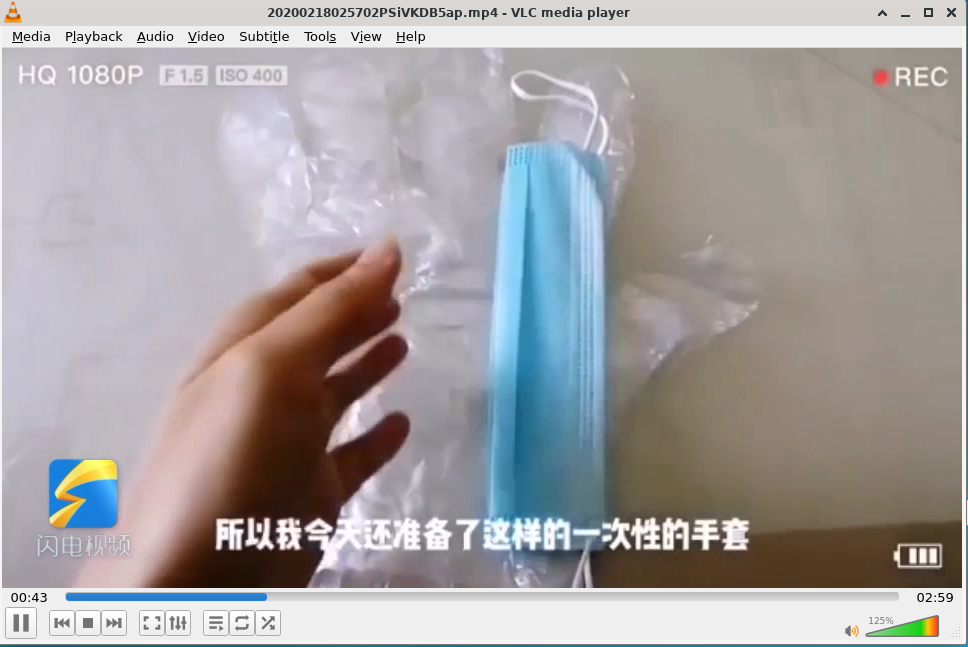 20200218025702PSiVKDB5ap.mp4 - VLC media player
Media Playback Audio Video Subtitle Tools View Help
HQ 1080P F 1.5 ISO 400 REC
闪电视频
所以我今天还准备了这样的一次性的手套
00:43 02:59
125%